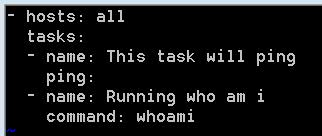 - hosts: all
  tasks:
  - name: This task will ping
    ping:
  - name: Running who am i
    command: whoami
~